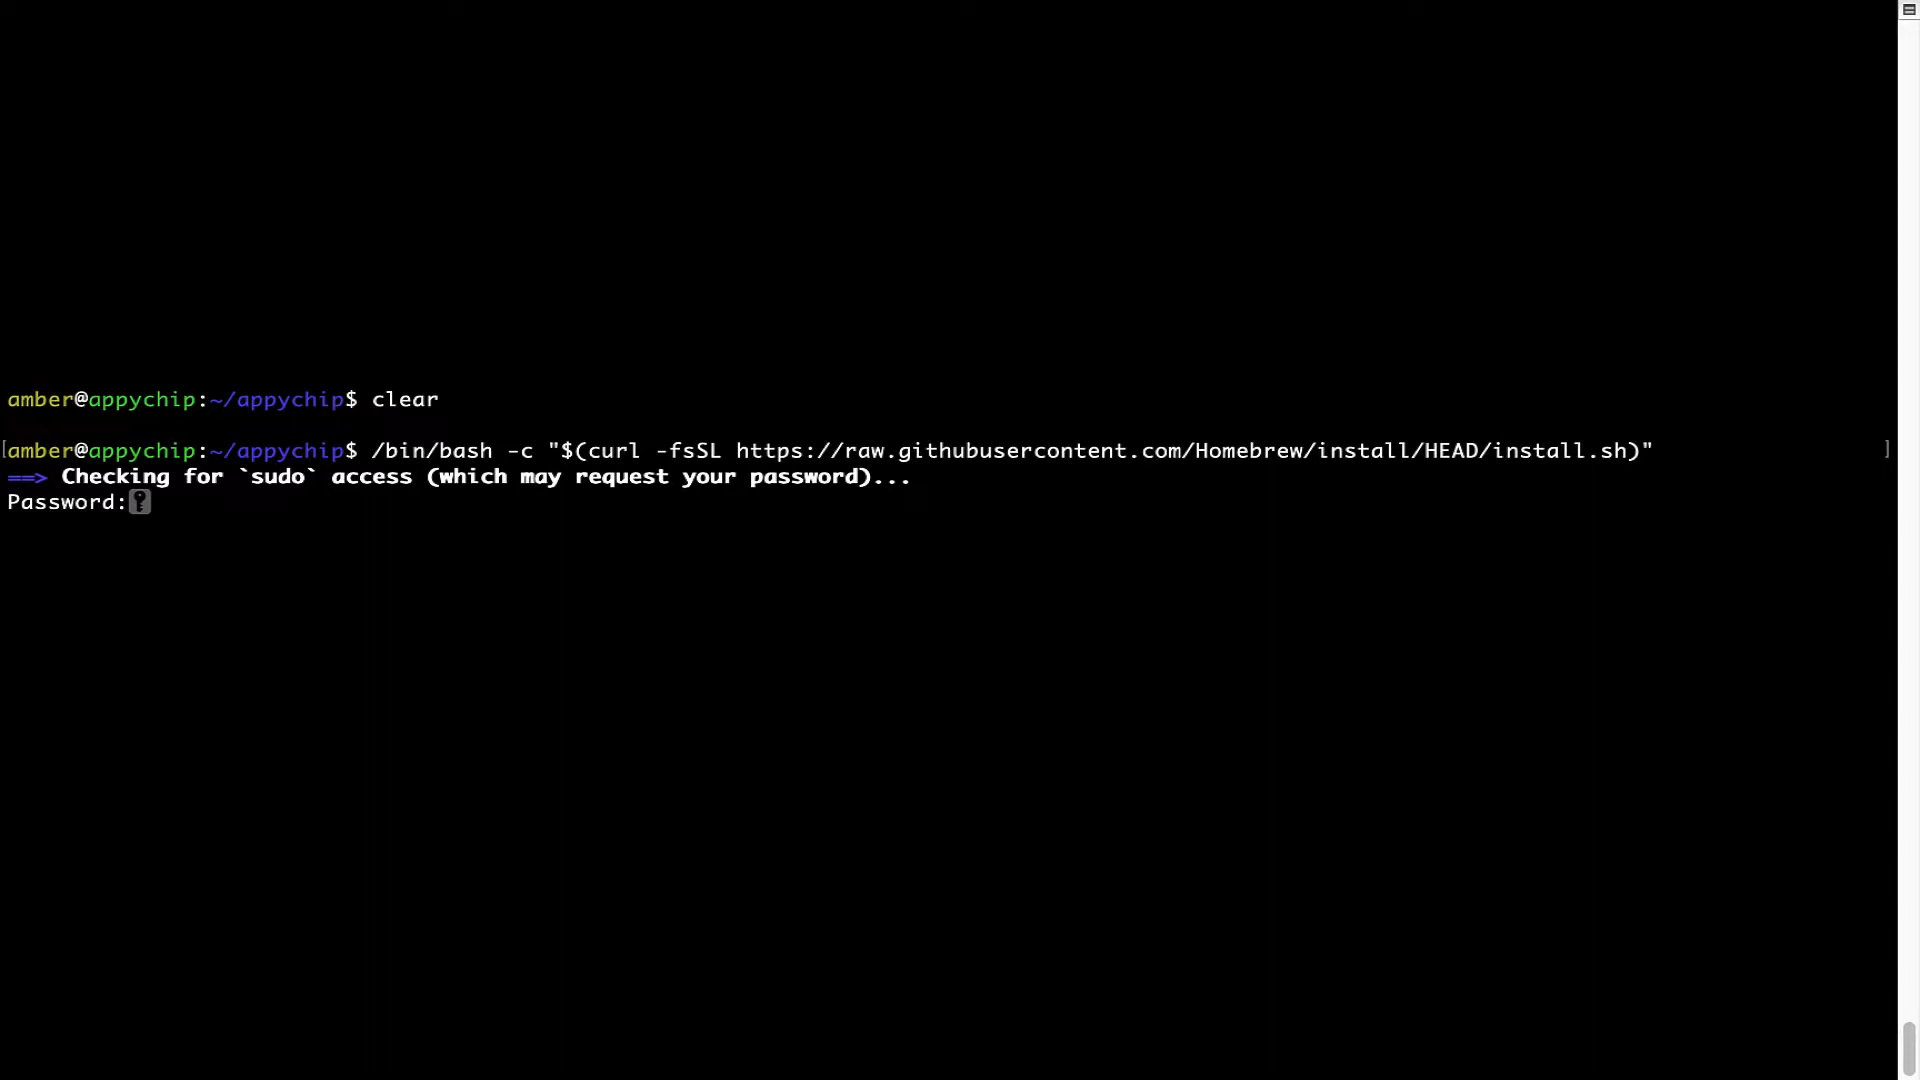 amber@appychip:~/appychip$ clear
[amber@appychip:~/appychip$ /bin/bash -c "$(curl -fsSL https://raw.githubusercontent.com/Homebrew/install/HEAD/install.sh)" ]
==> Checking for `sudo` access (which may request your password)...
Password: